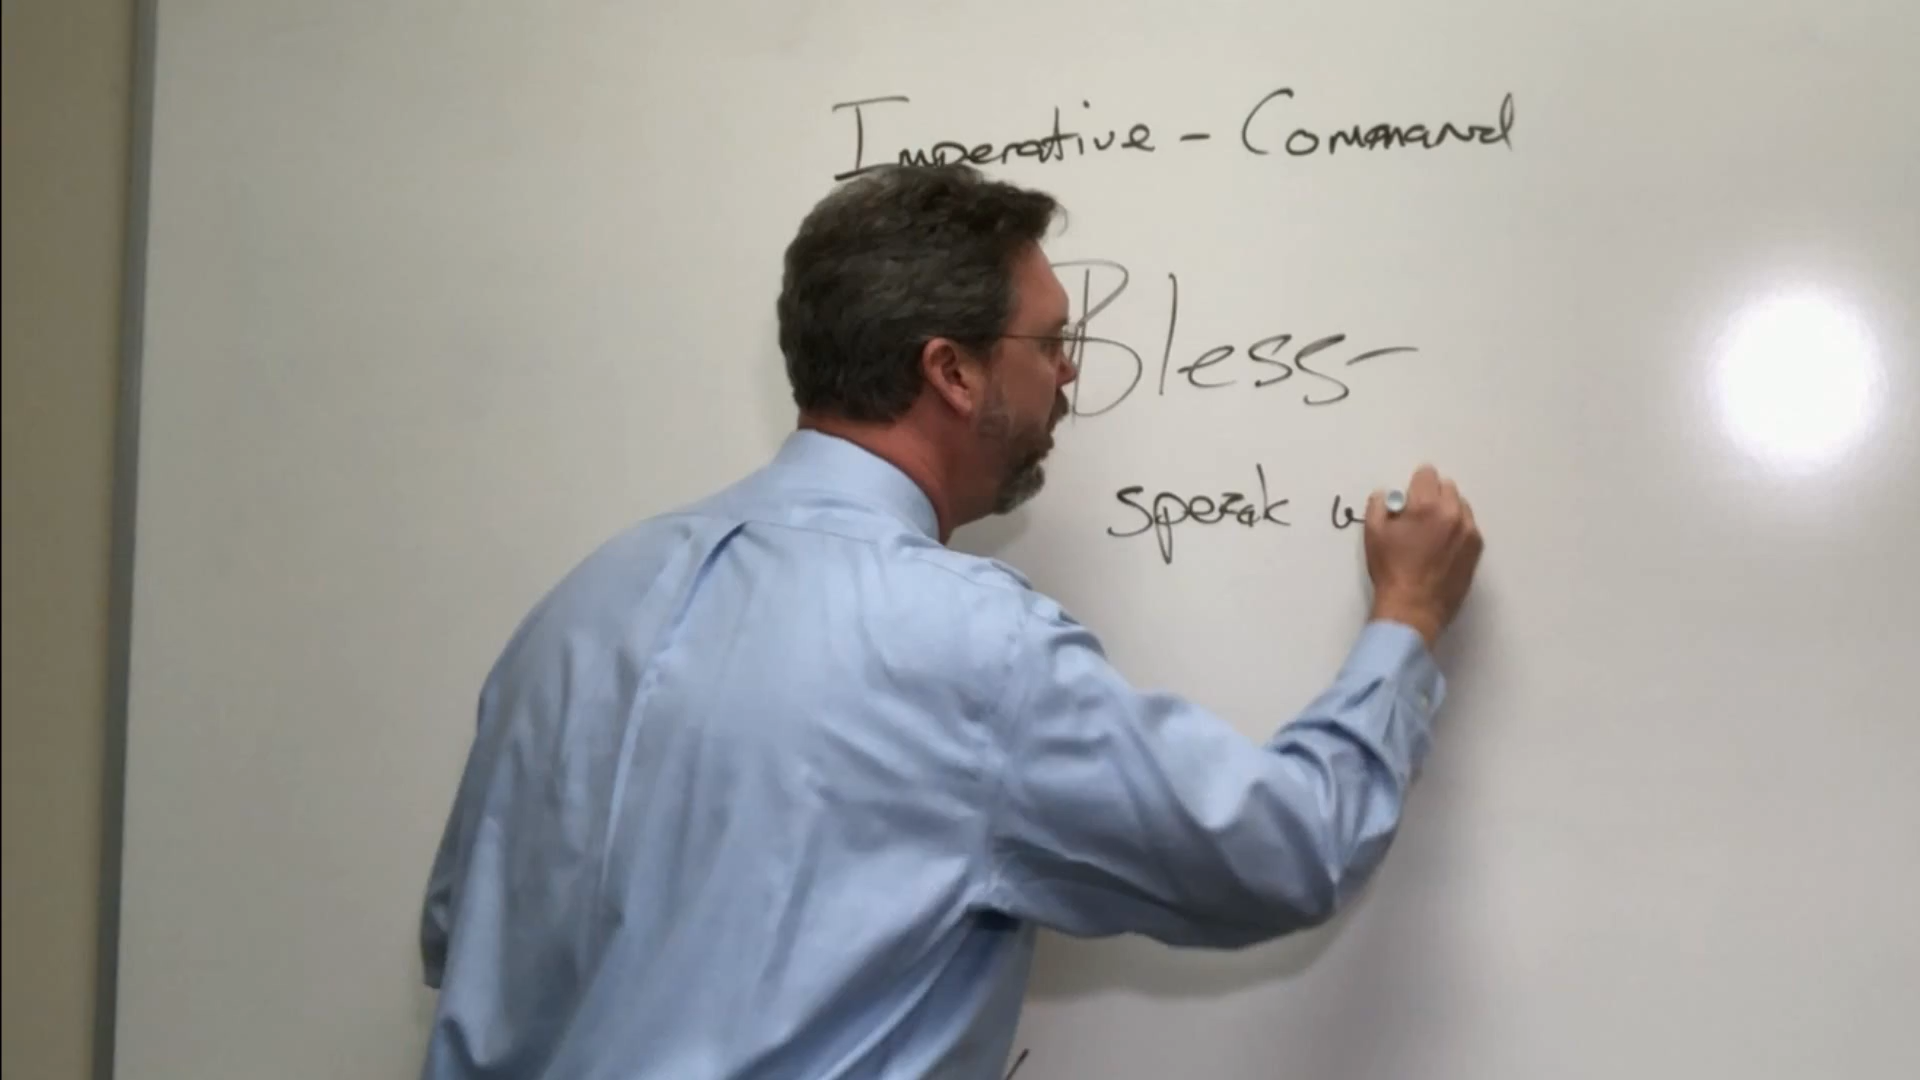 Imperative - Command
Bless-
speak